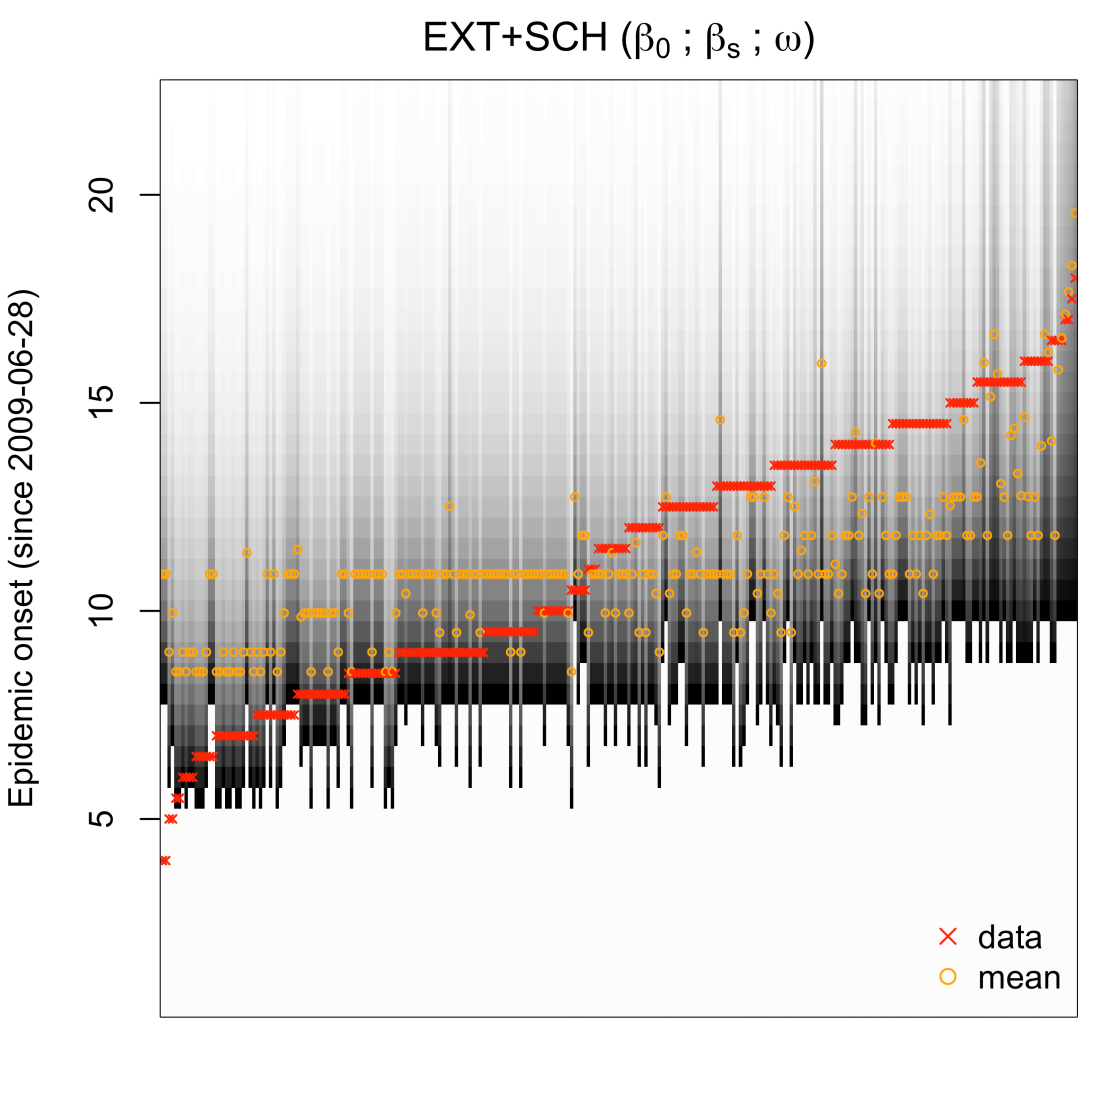 EXT+SCH (β0 ; βs ; ω)
Epidemic onset (since 2009-06-28)
20
15
10
5
data
mean